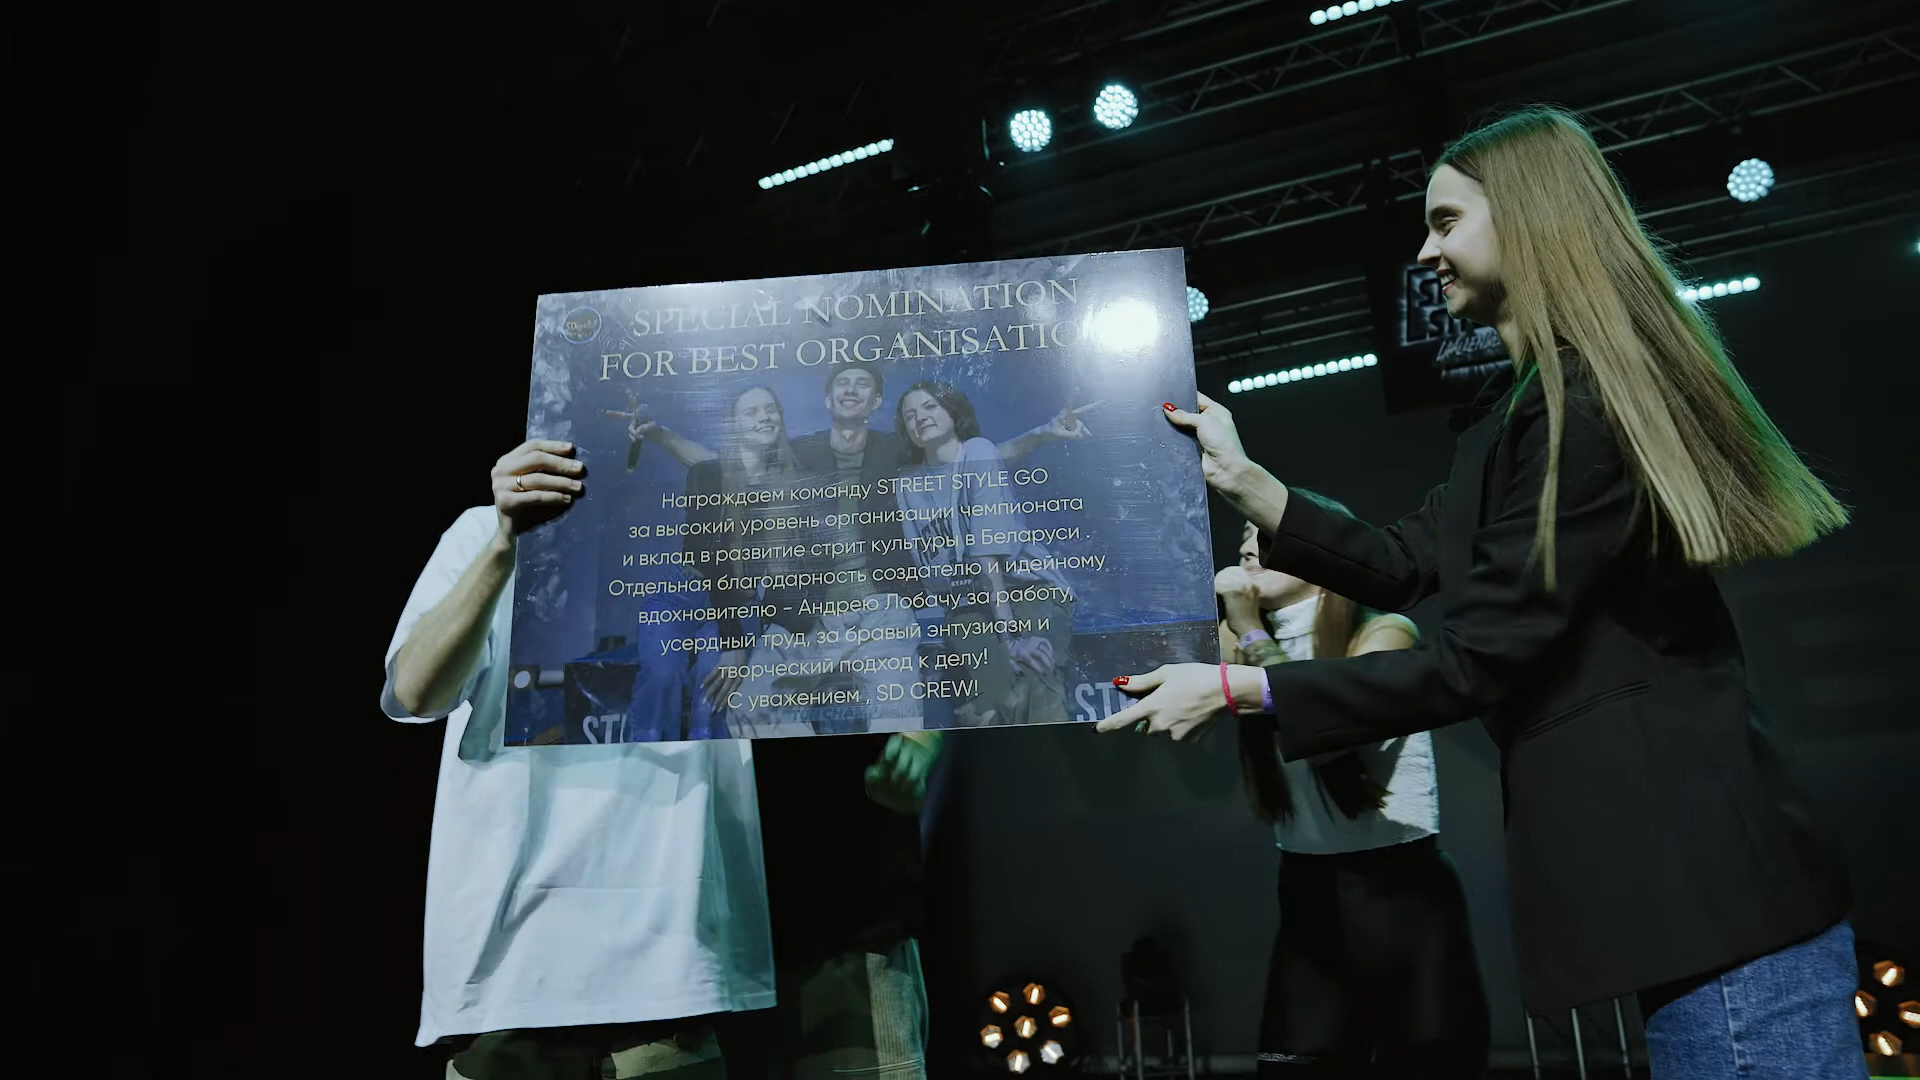 SPECIAL NOMINATION
FOR BEST ORGANISATIO
Награждаем команду STREET STYLE GO
за высокий уровень организации чемпионата
и вклад в развитие стрит культуры в Беларуси .
Отдельная благодарность создателю и идейному
вдохновителю - Андрею Лобачу за работу,
усердный труд, за бравый энтузиазм и
творческий подход к делу!
С уважением , SD CREW!
STAFF